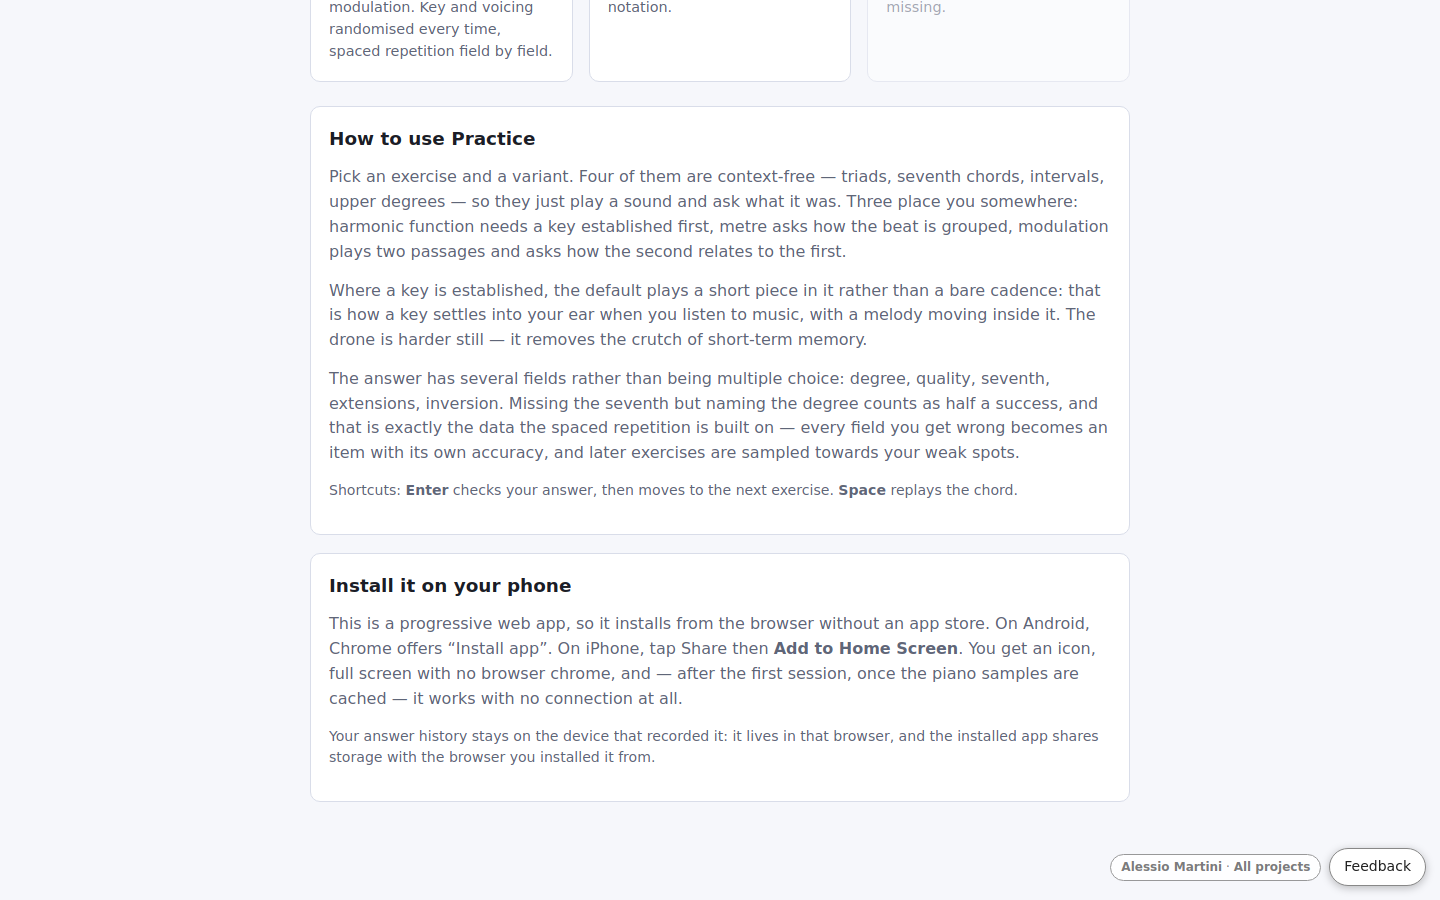 modulation. Key and voicing
randomised every time,
spaced repetition field by field.
notation.
missing.
How to use Practice
Pick an exercise and a variant. Four of them are context-free — triads, seventh chords, intervals,
upper degrees — so they just play a sound and ask what it was. Three place you somewhere:
harmonic function needs a key established first, metre asks how the beat is grouped, modulation
plays two passages and asks how the second relates to the first.
Where a key is established, the default plays a short piece in it rather than a bare cadence: that
is how a key settles into your ear when you listen to music, with a melody moving inside it. The
drone is harder still — it removes the crutch of short-term memory.
The answer has several fields rather than being multiple choice: degree, quality, seventh,
extensions, inversion. Missing the seventh but naming the degree counts as half a success, and
that is exactly the data the spaced repetition is built on — every field you get wrong becomes an
item with its own accuracy, and later exercises are sampled towards your weak spots.
Shortcuts: Enter checks your answer, then moves to the next exercise. Space replays the chord.
Install it on your phone
This is a progressive web app, so it installs from the browser without an app store. On Android,
Chrome offers “Install app”. On iPhone, tap Share then Add to Home Screen. You get an icon,
full screen with no browser chrome, and — after the first session, once the piano samples are
cached — it works with no connection at all.
Your answer history stays on the device that recorded it: it lives in that browser, and the installed app shares
storage with the browser you installed it from.
Alessio Martini · All projects
Feedback